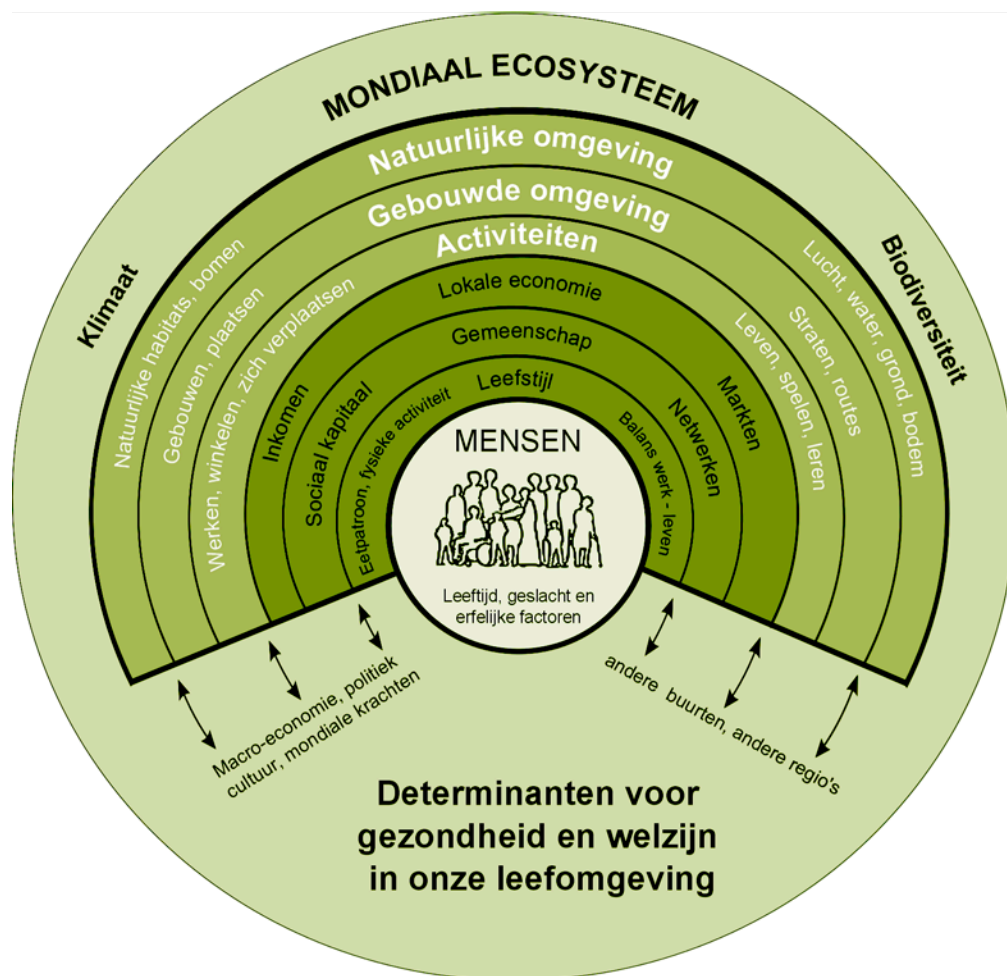 MONDIAAL ECOSYSTEEM
Klimaat
Biodiversiteit
Natuurlijke omgeving
Natuurlijke habitats, bomen
Lucht, water, grond, bodem
Gebouwde omgeving
Gebouwen, plaatsen
Straten, routes
Activiteiten
Werken, winkelen, zich verplaatsen
Leven, spelen, leren
Lokale economie
Inkomen
Markten
Gemeenschap
Sociaal kapitaal
Netwerken
Leefstijl
Eetpatroon, fysieke activiteit
Balans werk - leven
MENSEN
Leeftijd, geslacht en
erfelijke factoren
Macro-economie, politiek
cultuur, mondiale krachten
andere buurten, andere regio's
Determinanten voor
gezondheid en welzijn
in onze leefomgeving